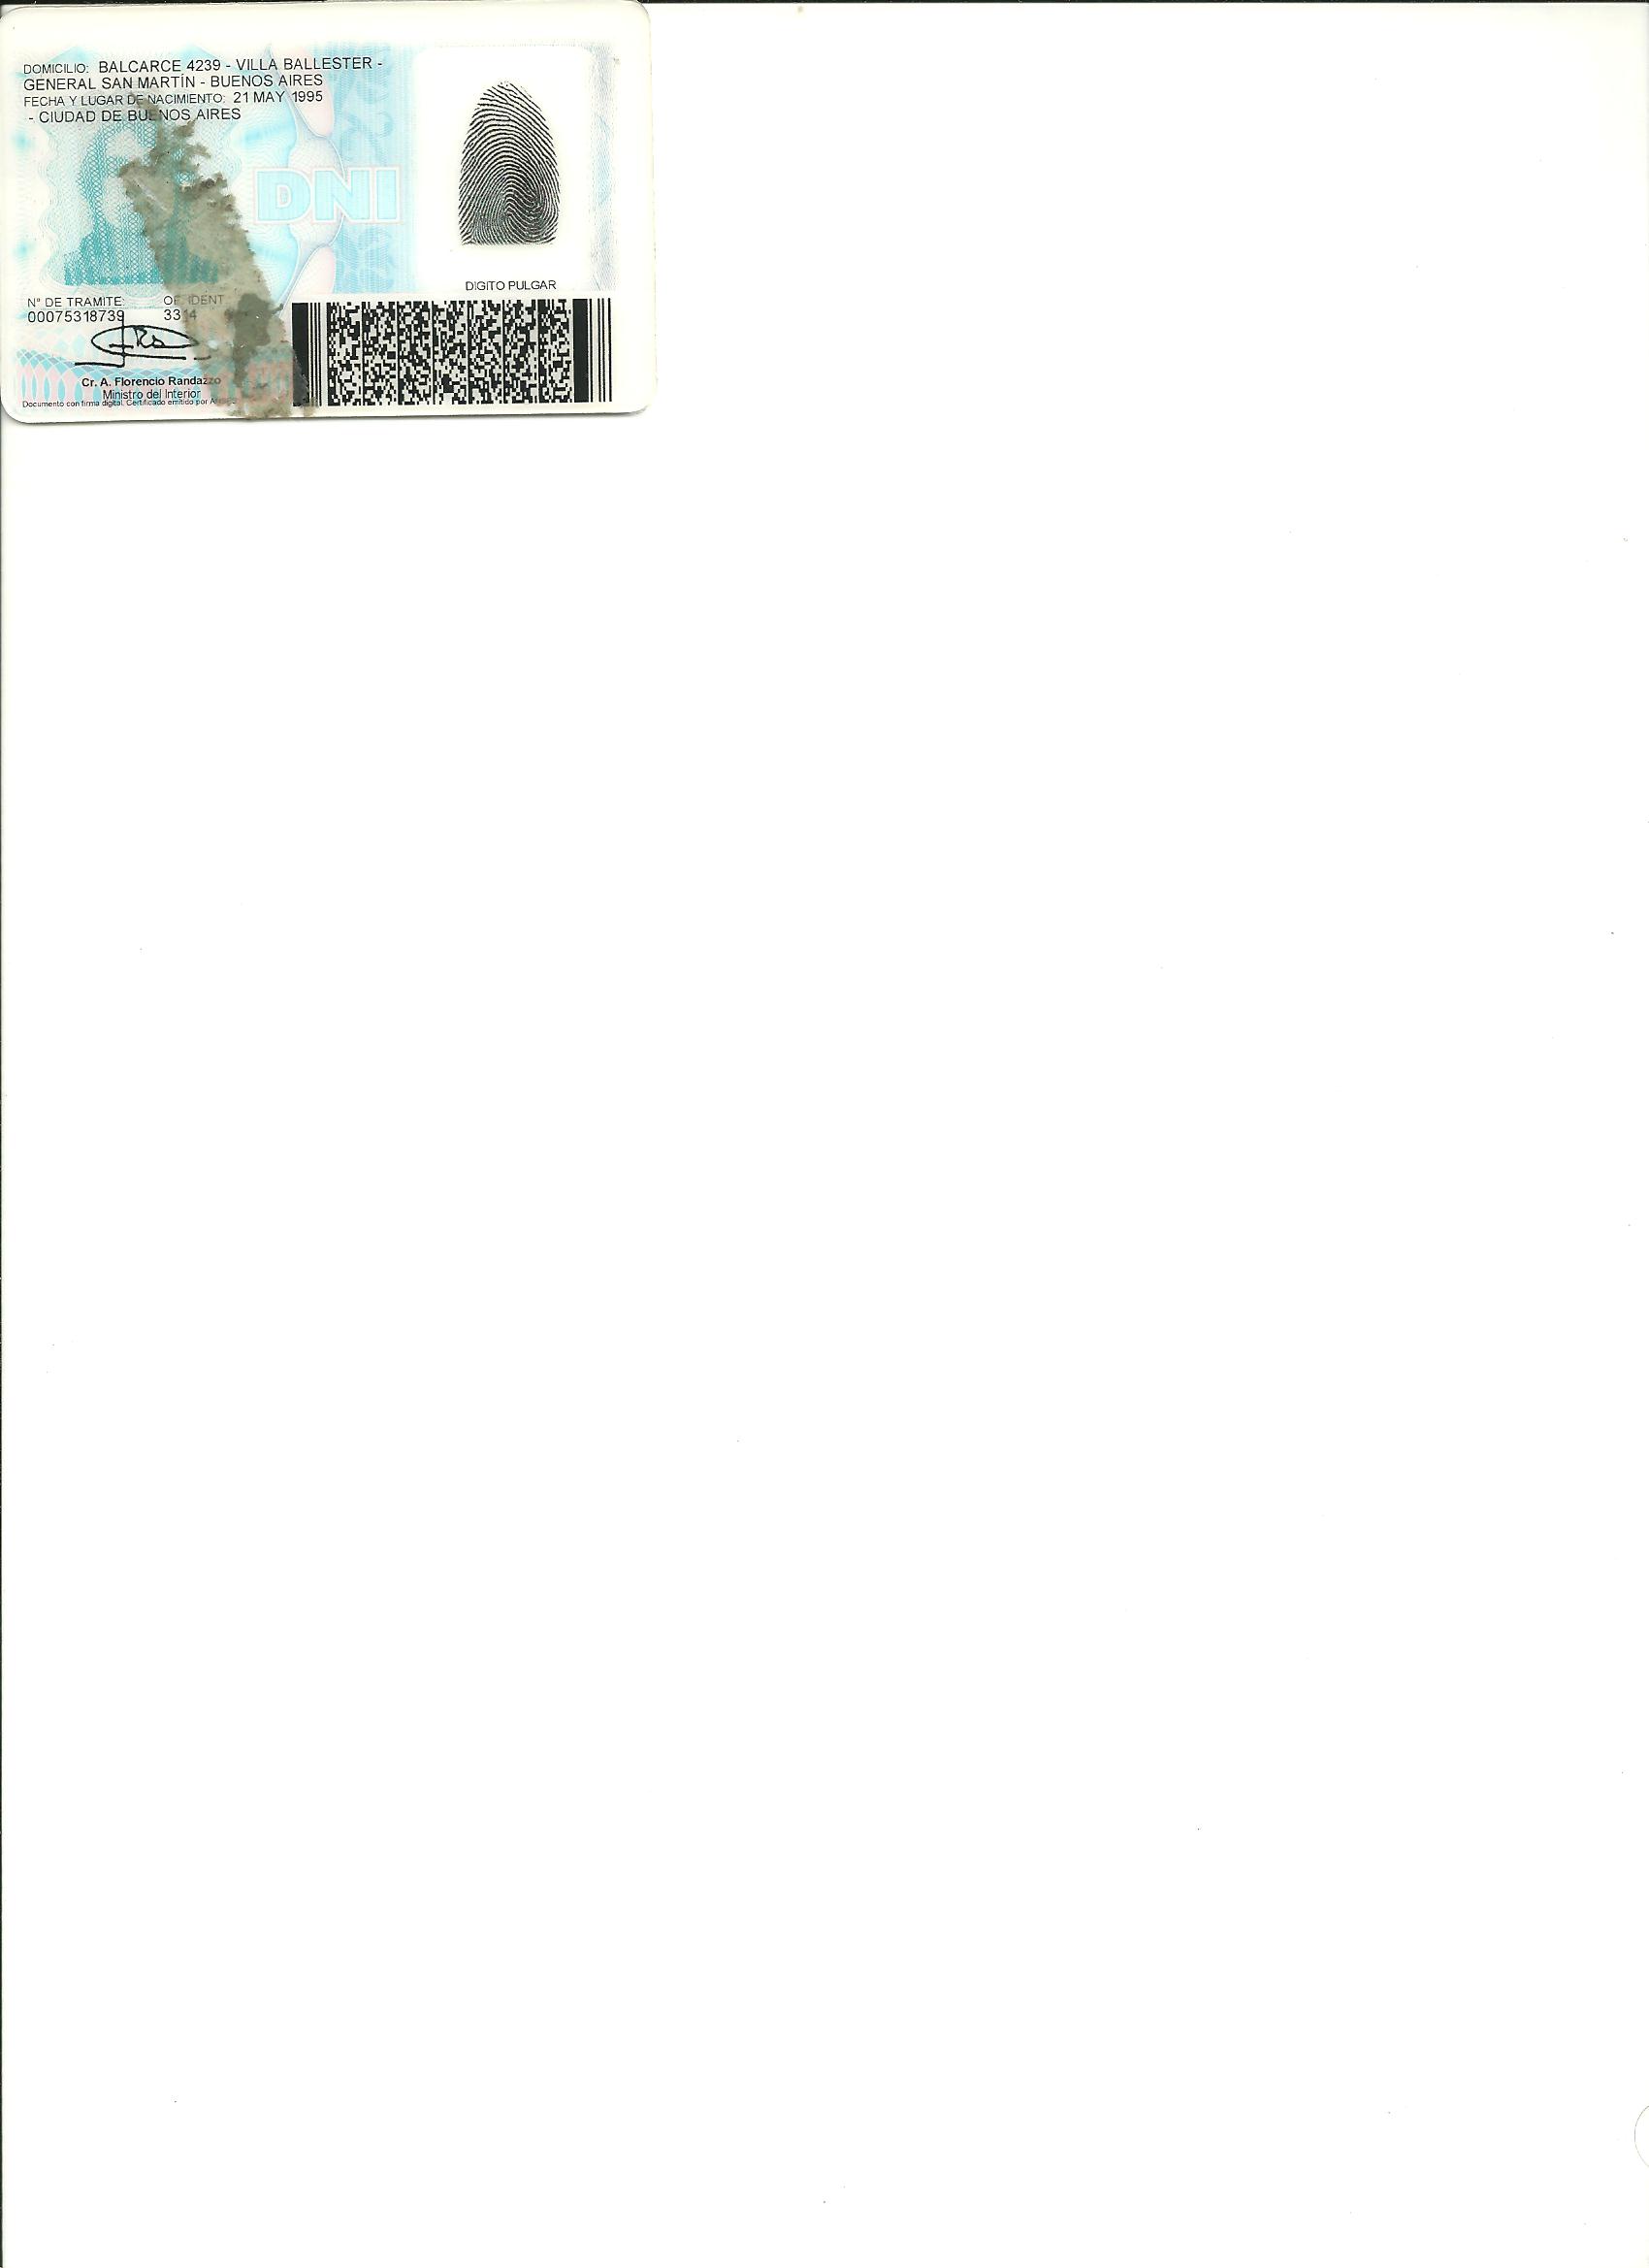 DOMICILIO: BALCARCE 4239 - VILLA BALLESTER -
GENERAL SAN MARTÍN - BUENOS AIRES
FECHA Y LUGAR DE NACIMIENTO: 21 MAY 1995
- CIUDAD DE BUENOS AIRES
DNI
DIGITO PULGAR
N° DE TRAMITE: OF. IDENT
00075318739 3314
Cr. A. Florencio Randazzo
Ministro del Interior
Documento con firma digital. Certificado emitido por